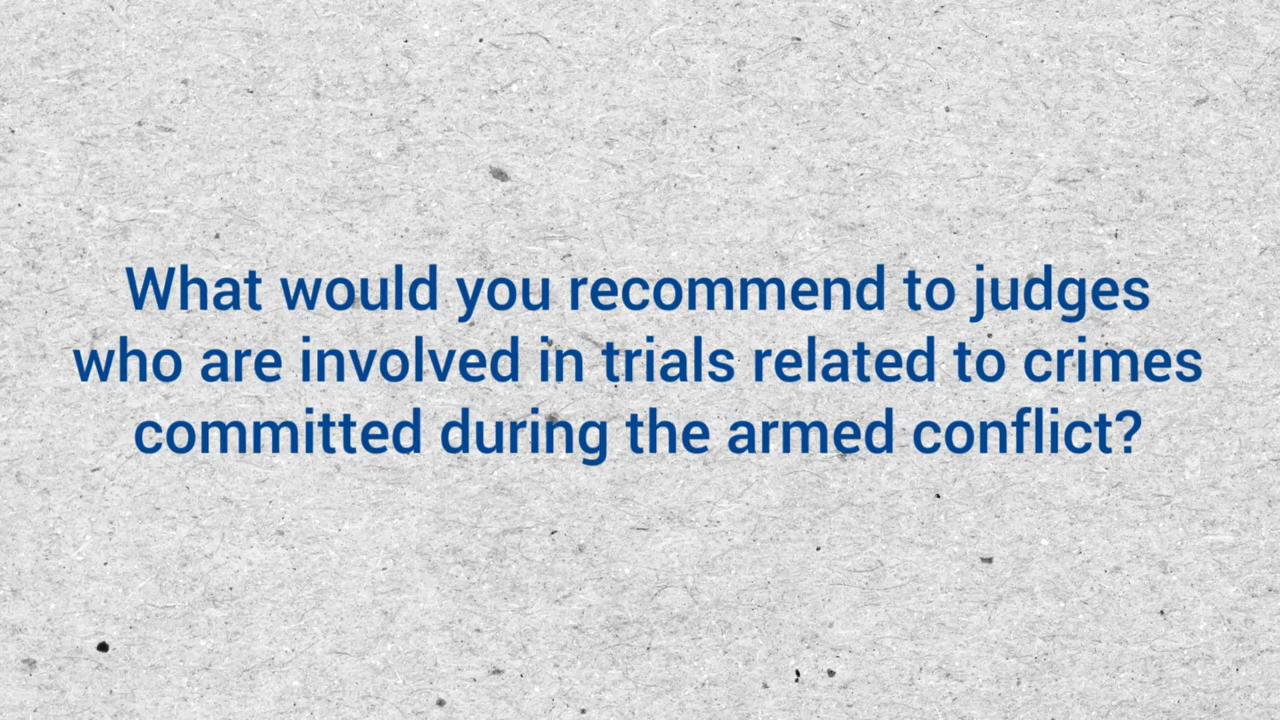 What would you recommend to judges
who are involved in trials related to crimes
committed during the armed conflict?